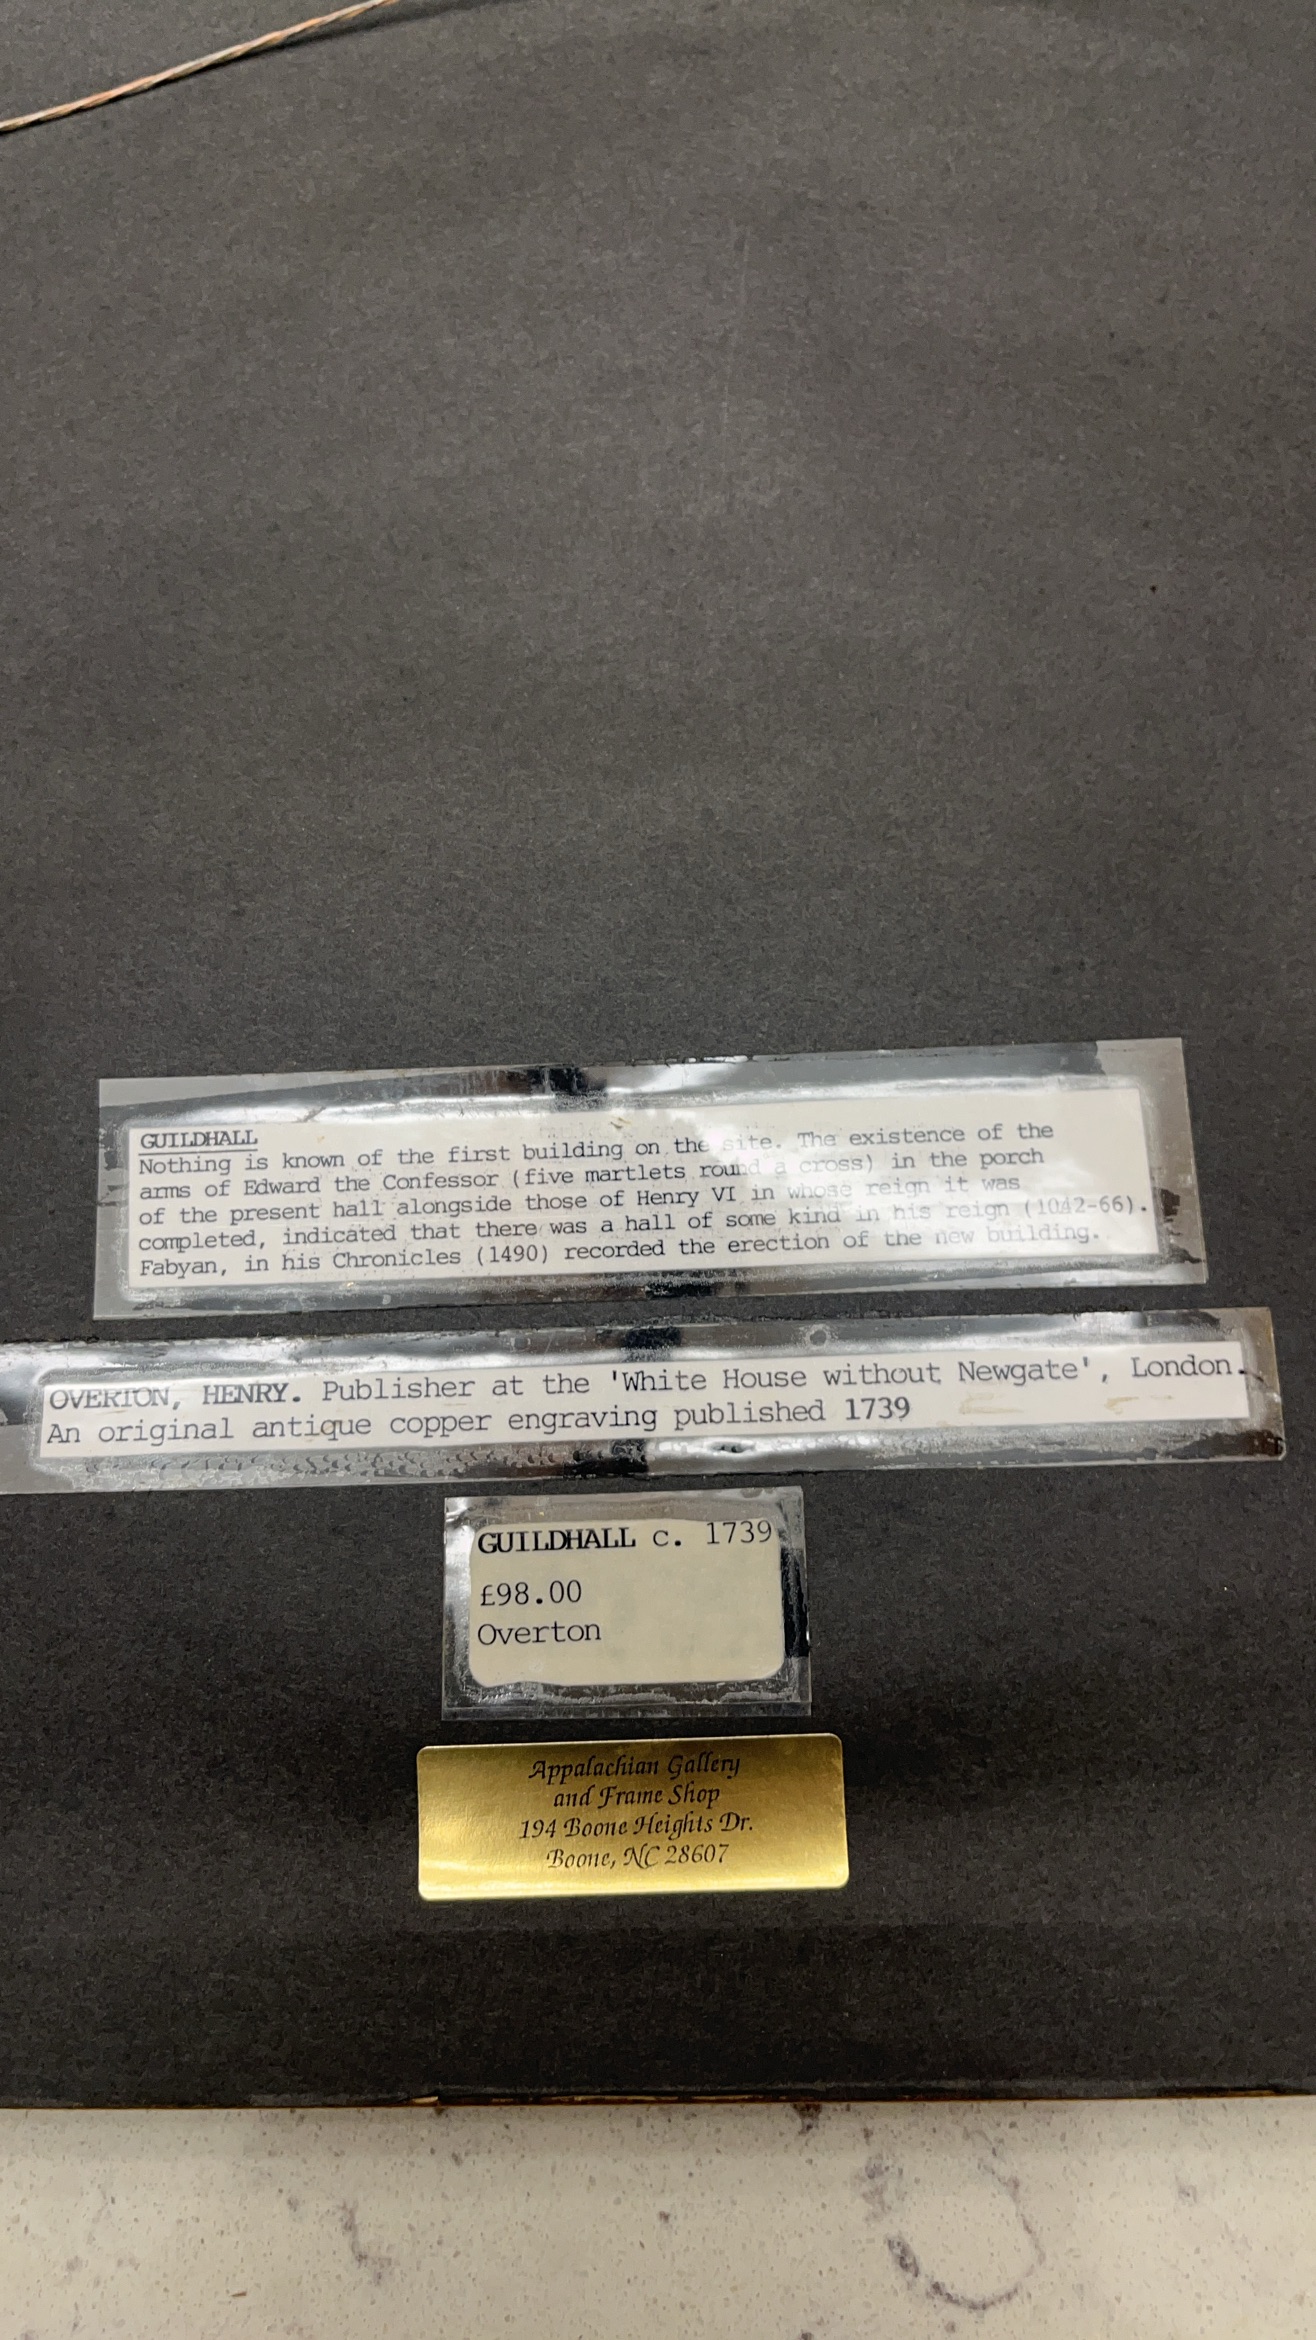 GUILDHALL
Nothing is known of the first building on the site. The existence of the
arms of Edward the Confessor (five martlets round a cross) in the porch
of the present hall alongside those of Henry VI in whose reign it was
completed, indicated that there was a hall of some kind in his reign (1042-66).
Fabyan, in his Chronicles (1490) recorded the erection of the new building.
OVERTON, HENRY. Publisher at the 'White House without Newgate', London.
An original antique copper engraving published 1739
GUILDHALL c. 1739
£98.00
Overton
Appalachian Gallery
and Frame Shop
194 Boone Heights Dr.
Boone, NC 28607